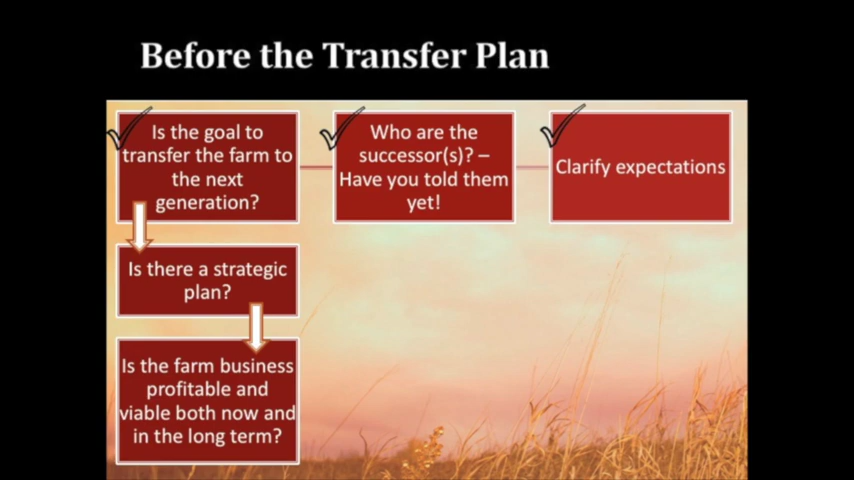 Before the Transfer Plan
Is the goal to
transfer the farm to
the next
generation?
Who are the
successor(s)? –
Have you told them
yet!
Clarify expectations
Is there a strategic
plan?
Is the farm business
profitable and
viable both now and
in the long term?